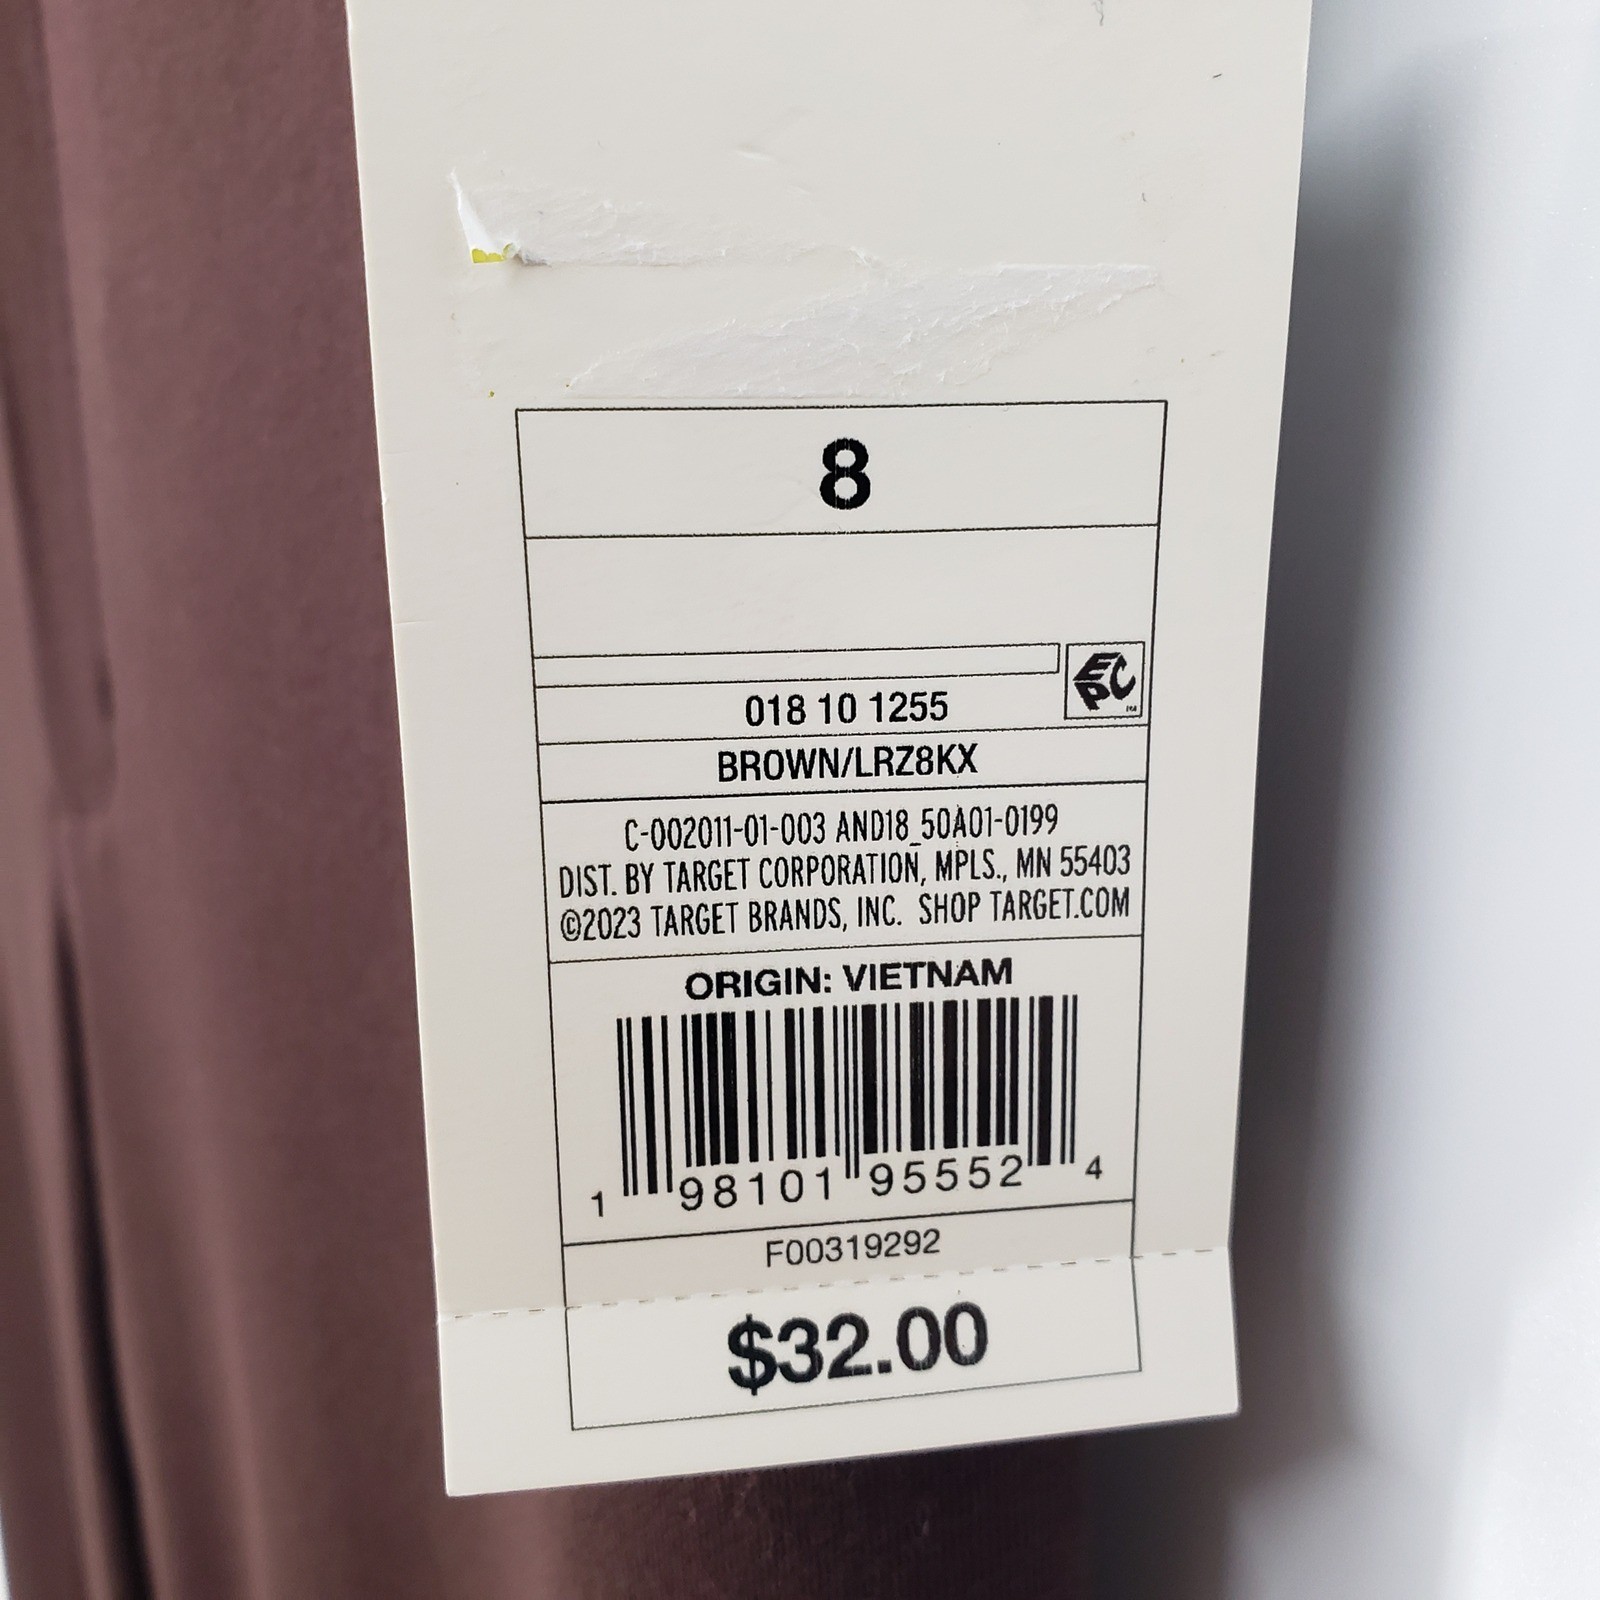 8
EPC
018 10 1255
BROWN/LRZ8KX
C-002011-01-003 AND18_50A01-0199
DIST. BY TARGET CORPORATION, MPLS., MN 55403
©2023 TARGET BRANDS, INC. SHOP TARGET.COM
ORIGIN: VIETNAM
1 98101 95552 4
F00319292
$32.00